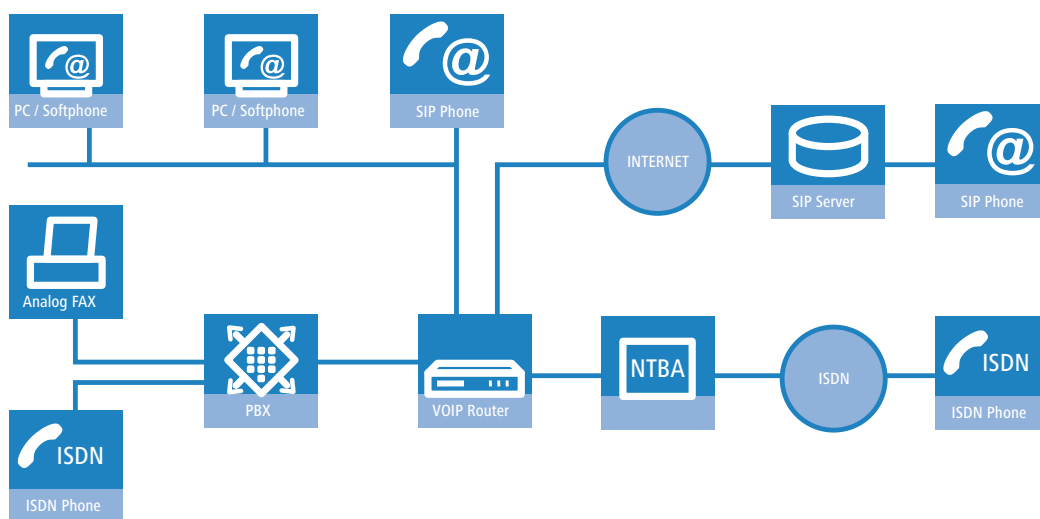 PC / Softphone
PC / Softphone
@
SIP Phone
INTERNET
SIP Server
@
SIP Phone
Analog FAX
PBX
VOIP Router
NTBA
ISDN
ISDN
ISDN Phone
ISDN
ISDN Phone